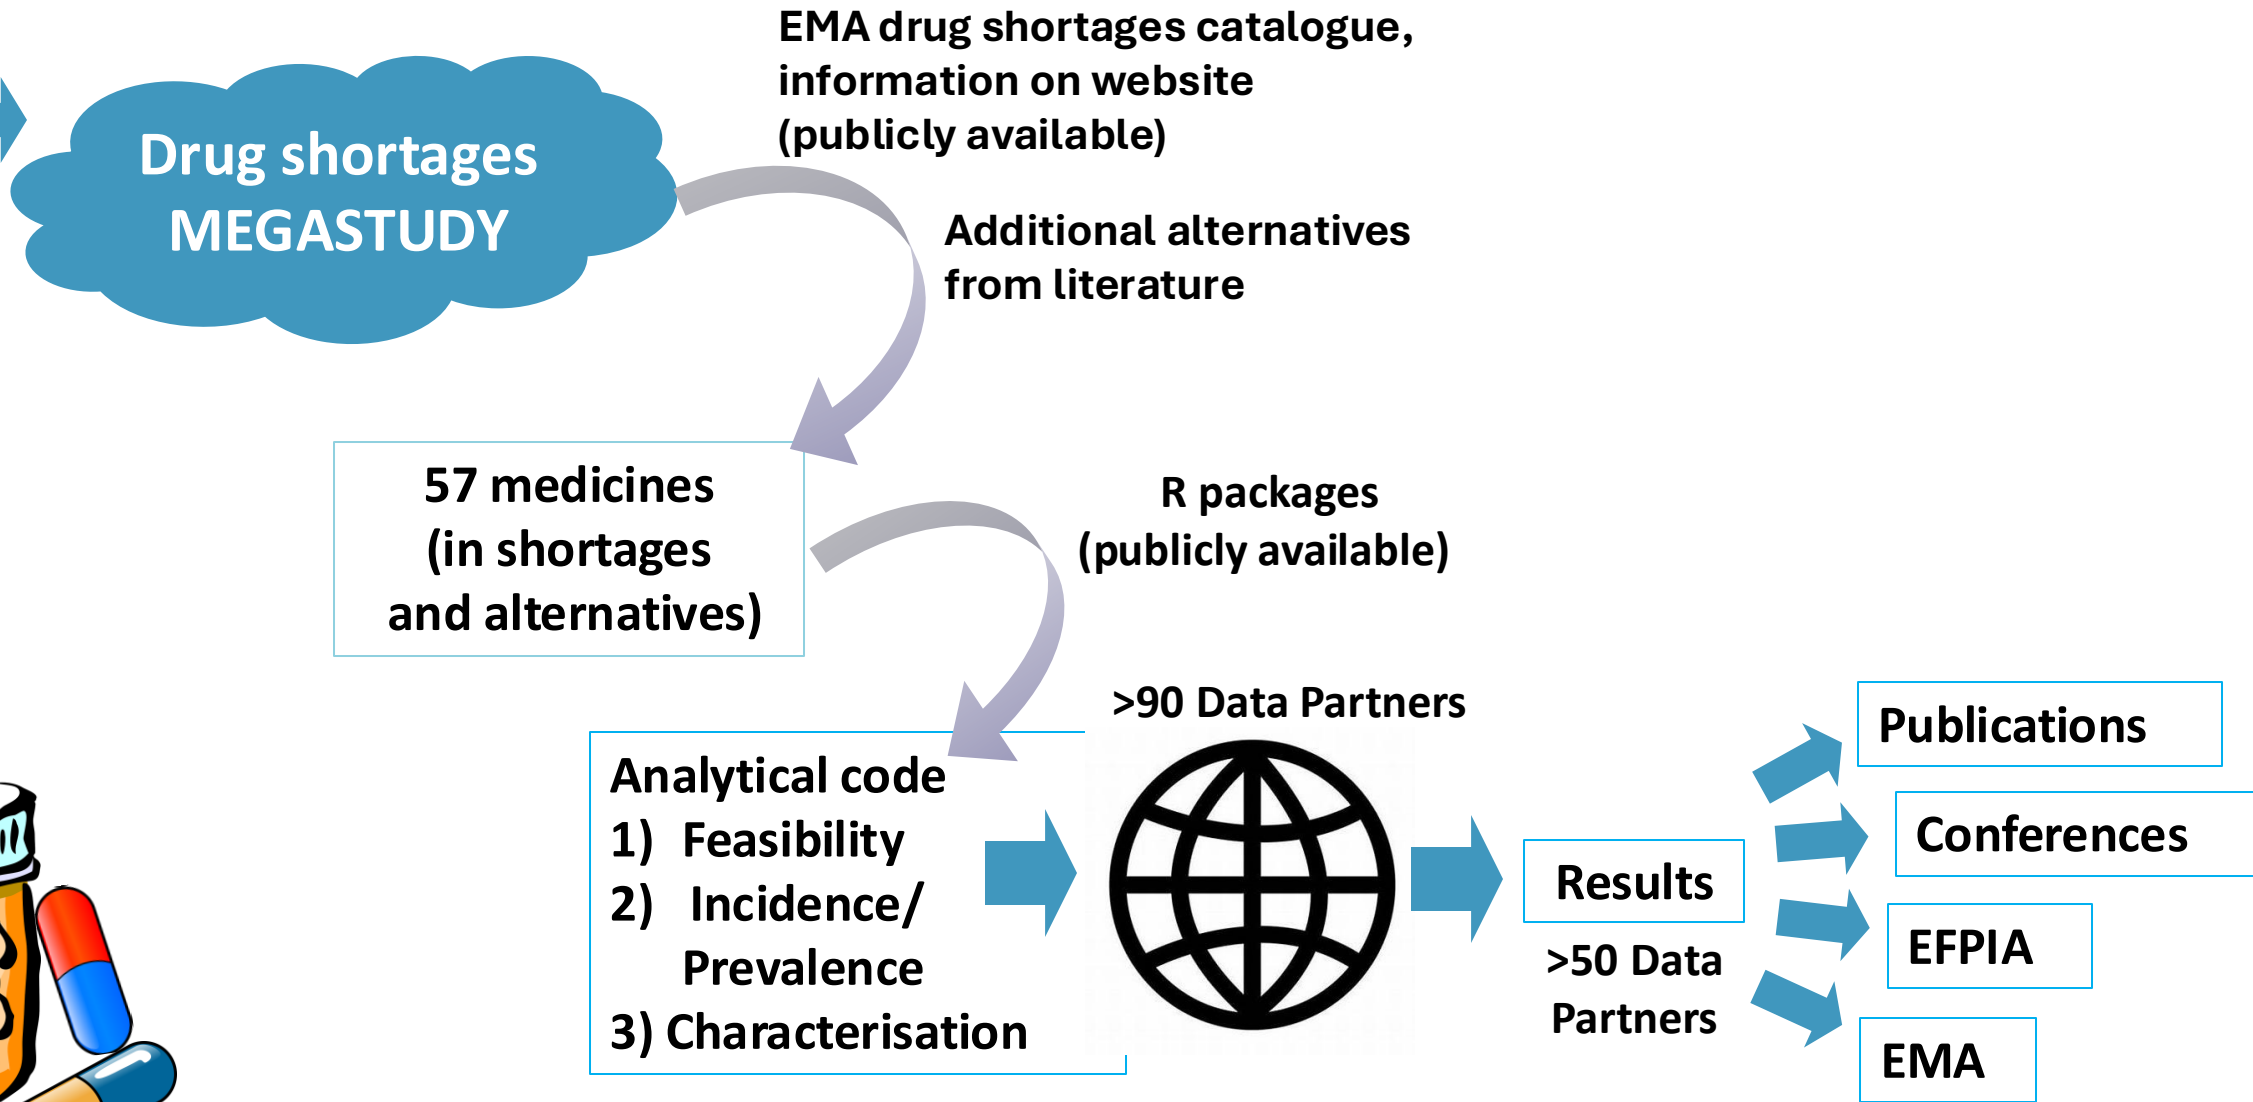 EMA drug shortages catalogue,
information on website
(publicly available)
Drug shortages
MEGASTUDY
Additional alternatives
from literature
57 medicines
(in shortages
and alternatives)
R packages
(publicly available)
>90 Data Partners
Analytical code
1) Feasibility
2) Incidence/
Prevalence
3) Characterisation
Results
>50 Data
Partners
Publications
Conferences
EFPIA
EMA